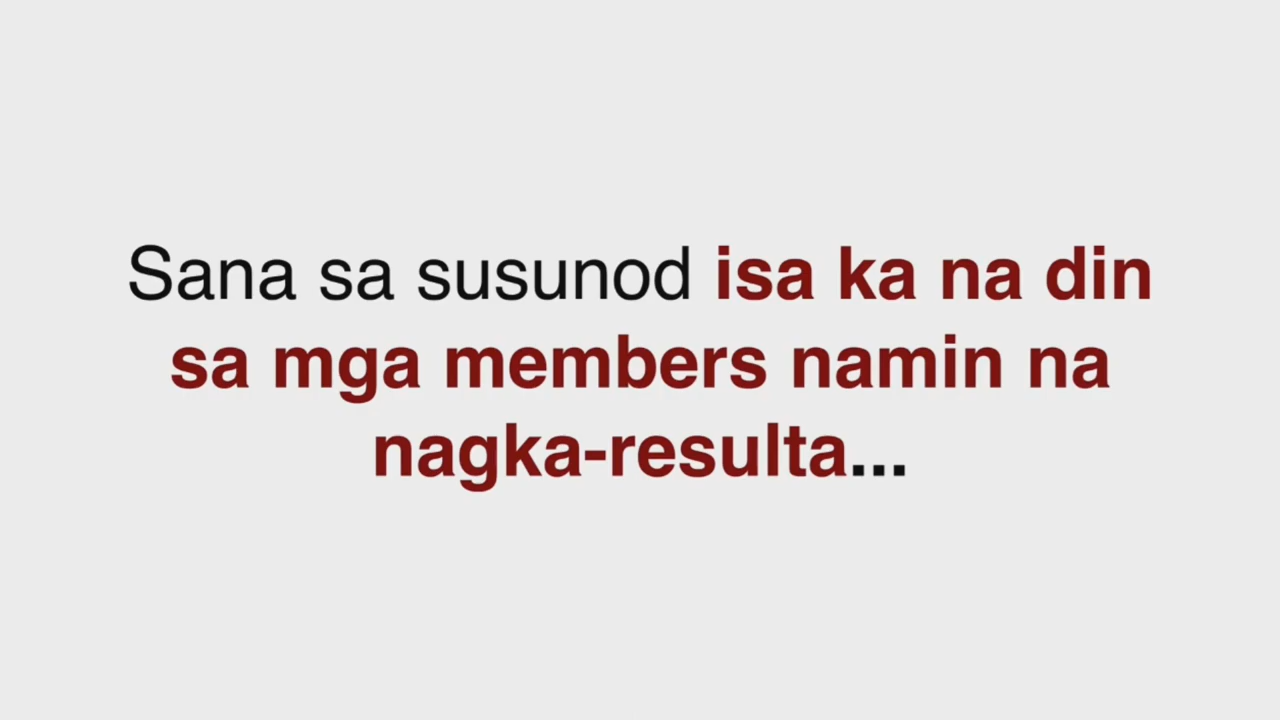 Sana sa susunod isa ka na din
sa mga members namin na
nagka-resulta...